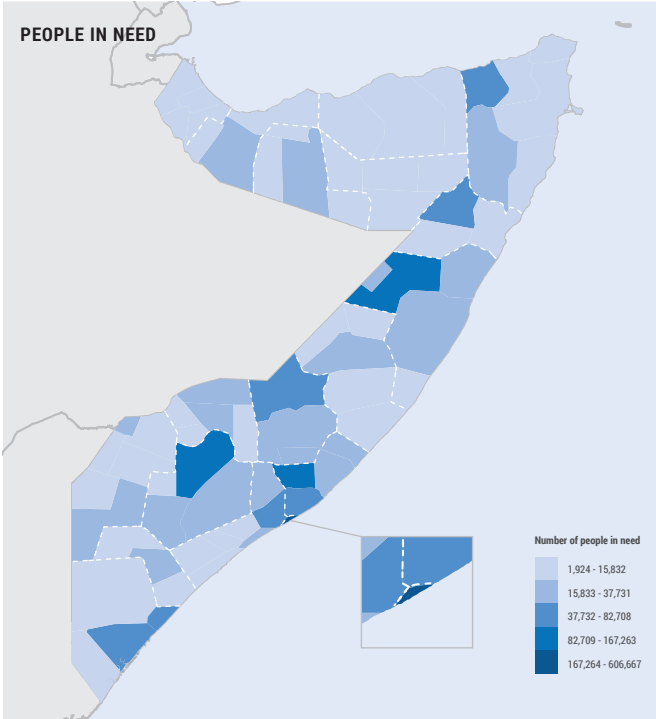 PEOPLE IN NEED
Number of people in need
1,924 - 15,832
15,833 - 37,731
37,732 - 82,708
82,709 - 167,263
167,264 - 606,667